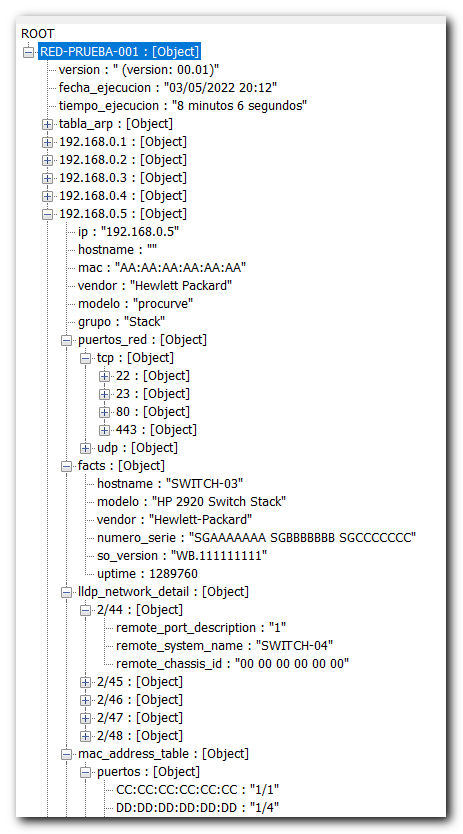 ROOT
RED-PRUEBA-001 : [Object]
version : " (version: 00.01)"
fecha_ejecucion : "03/05/2022 20:12"
tiempo_ejecucion : "8 minutos 6 segundos"
tabla_arp : [Object]
192.168.0.1 : [Object]
192.168.0.2 : [Object]
192.168.0.3 : [Object]
192.168.0.4 : [Object]
192.168.0.5 : [Object]
ip : "192.168.0.5"
hostname : ""
mac : "AA:AA:AA:AA:AA:AA"
vendor : "Hewlett Packard"
modelo : "procurve"
grupo : "Stack"
puertos_red : [Object]
tcp : [Object]
22 : [Object]
23 : [Object]
80 : [Object]
443 : [Object]
udp : [Object]
facts : [Object]
hostname : "SWITCH-03"
modelo : "HP 2920 Switch Stack"
vendor : "Hewlett-Packard"
numero_serie : "SGAAAAAAA SGBBBBBBB SGCCCCCCC"
so_version : "WB.111111111"
uptime : 1289760
lldp_network_detail : [Object]
2/44 : [Object]
remote_port_description : "1"
remote_system_name : "SWITCH-04"
remote_chassis_id : "00 00 00 00 00 00"
2/45 : [Object]
2/46 : [Object]
2/47 : [Object]
2/48 : [Object]
mac_address_table : [Object]
puertos : [Object]
CC:CC:CC:CC:CC:CC : "1/1"
DD:DD:DD:DD:DD:DD : "1/4"